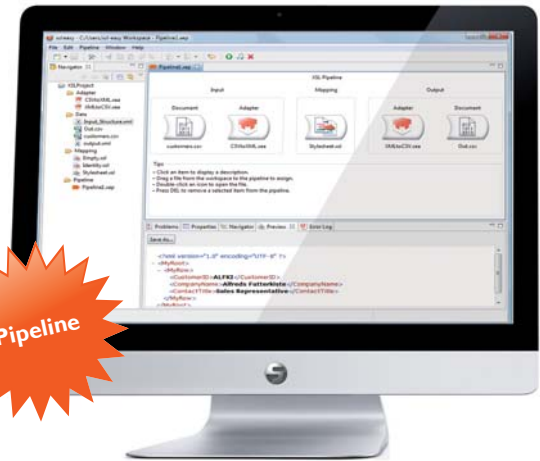 xsl-easy - C:/Users/xsl-easy Workspace - Pipeline1.xep
File Edit Pipeline Window Help
Navigator
Pipeline1.xep
XSLProject
Adapter
CSVtoXML.xea
XMLtoCSV.xea
Data
Input_Structure.xml
Out.csv
customers.csv
output.xml
Mapping
Empty.xsl
Identity.xsl
Stylesheet.xsl
Pipeline
Pipeline1.xep
XSL-Pipeline
Input Mapping Output
Document Adapter Adapter Document
customers.csv CSVtoXML.xea Stylesheet.xsl XMLtoCSV.xea Out.csv
Tips
- Click an item to display a description.
- Drag a file from the workspace to the pipeline to assign.
- Double-click an icon to open the file.
- Press DEL to remove a selected item from the pipeline.
Problems Properties Navigator Preview Error Log
Save As...
<?xml version="1.0" encoding="UTF-8" ?>
- <MyRoot>
- <MyRow>
<CustomerID>ALFKI</CustomerID>
<CompanyName>Alfreds Futterkiste</CompanyName>
<ContactTitle>Sales Representative</ContactTitle>
</MyRow>
</MyRoot>
Pipeline